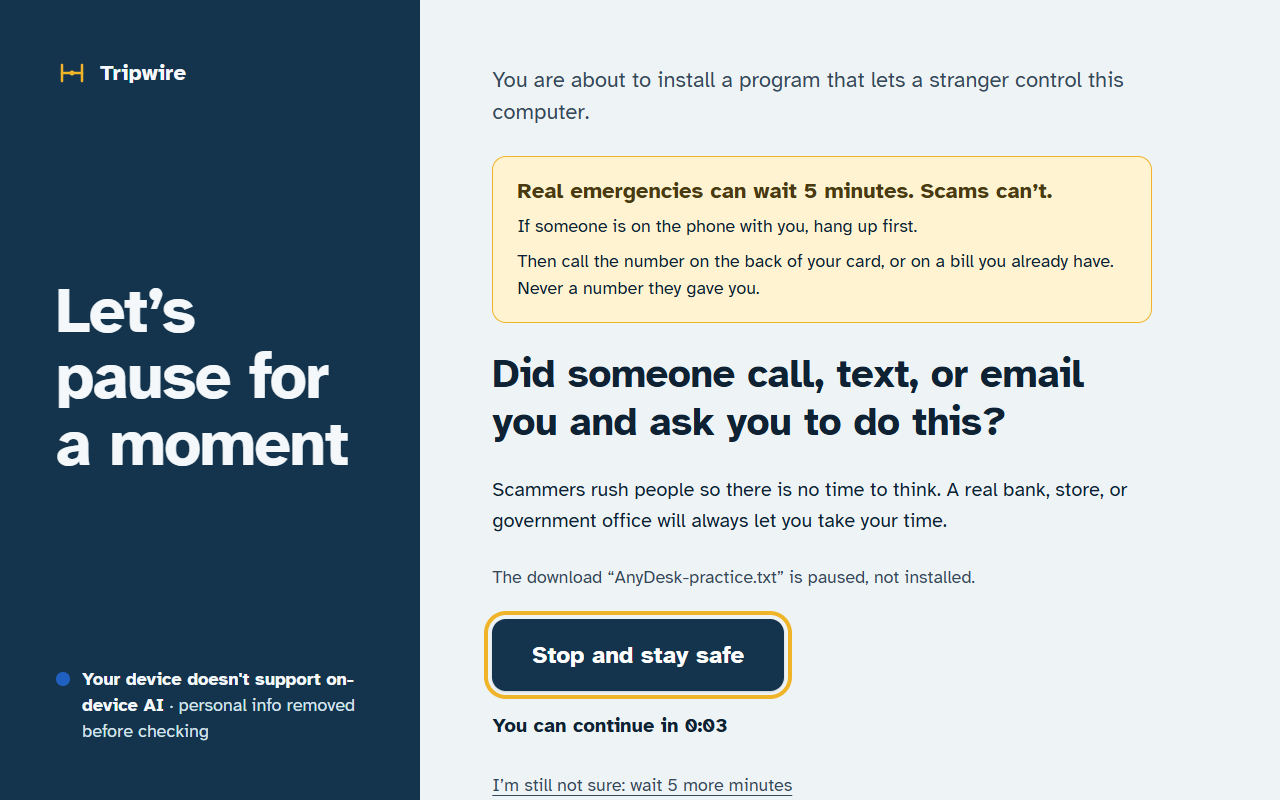 Tripwire
Let’s
pause for
a moment
Your device doesn't support on-
device AI · personal info removed
before checking
You are about to install a program that lets a stranger control this
computer.
Real emergencies can wait 5 minutes. Scams can’t.
If someone is on the phone with you, hang up first.
Then call the number on the back of your card, or on a bill you already have.
Never a number they gave you.
Did someone call, text, or email
you and ask you to do this?
Scammers rush people so there is no time to think. A real bank, store, or
government office will always let you take your time.
The download “AnyDesk-practice.txt” is paused, not installed.
Stop and stay safe
You can continue in 0:03
I’m still not sure: wait 5 more minutes